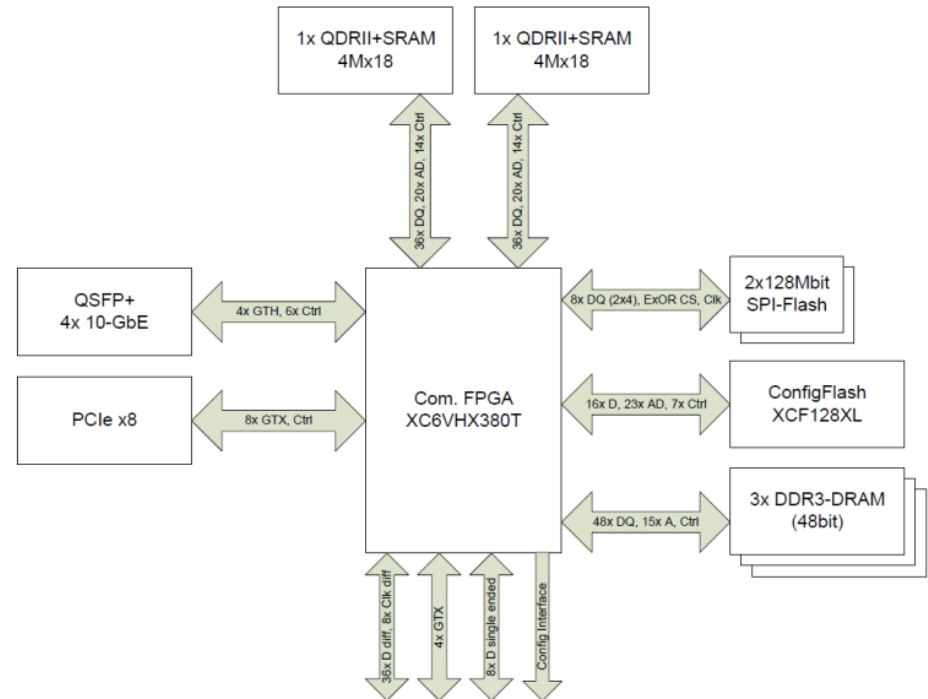 1x QDRII+SRAM
4Mx18
1x QDRII+SRAM
4Mx18
36x DQ, 20x AD, 14x Ctrl
36x DQ, 20x AD, 14x Ctrl
QSFP+
4x 10-GbE
4x GTH, 6x Ctrl
8x DQ (2x4), ExOR CS, Clk
2x128Mbit
SPI-Flash
PCIe x8
8x GTX, Ctrl
Com. FPGA
XC6VHX380T
16x D, 23x AD, 7x Ctrl
ConfigFlash
XCF128XL
48x DQ, 15x A, Ctrl
3x DDR3-DRAM
(48bit)
36x D diff, 8x Clk diff
4x GTX
8x D single ended
Config Interface